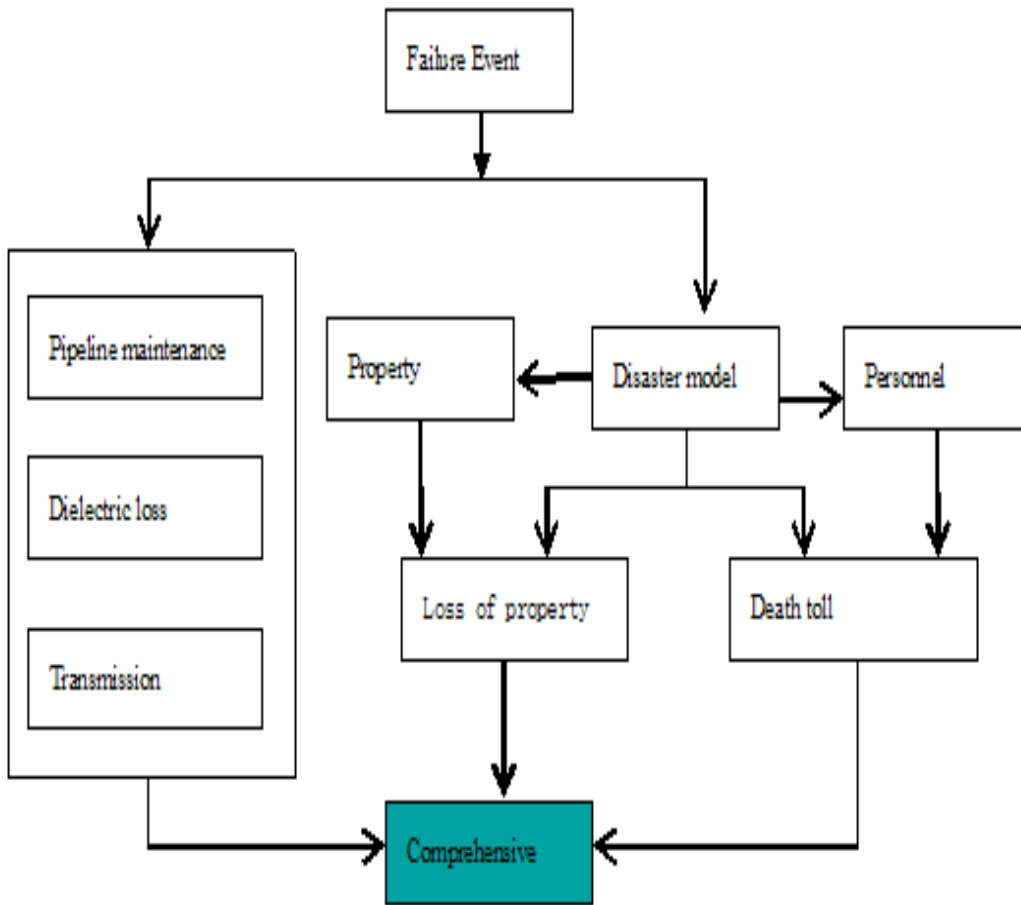 Failure Event
Pipeline maintenance
Property
Disaster model
Personnel
Dielectric loss
Loss of property
Death toll
Transmission
Comprehensive